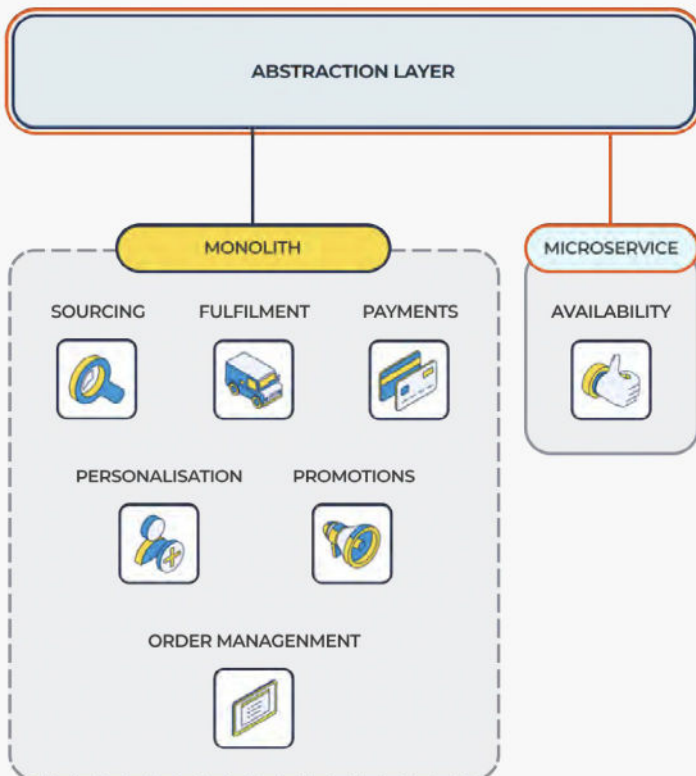 ABSTRACTION LAYER
MONOLITH
MICROSERVICE
SOURCING FULFILMENT PAYMENTS
AVAILABILITY
PERSONALISATION PROMOTIONS
ORDER MANAGENMENT